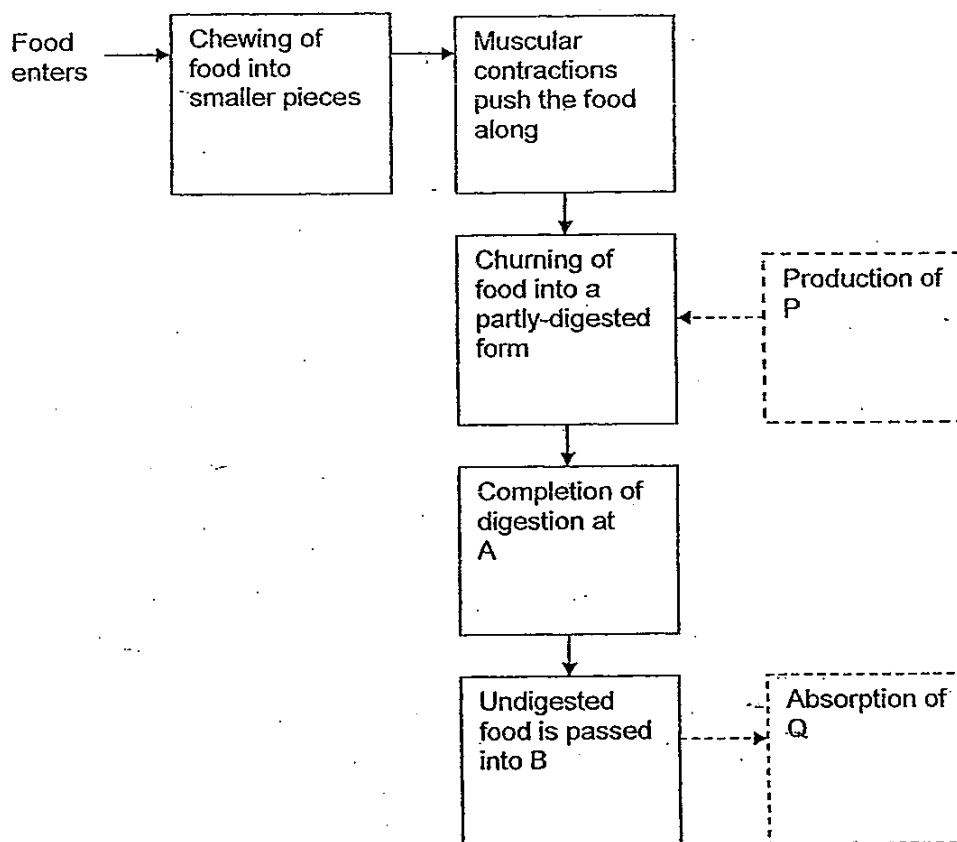 Food
enters
Chewing of
food into
smaller pieces
Muscular
contractions
push the food
along
Churning of
food into a
partly-digested
form
Production of
P
Completion of
digestion at
A
Undigested
food is passed
into B
Absorption of
Q